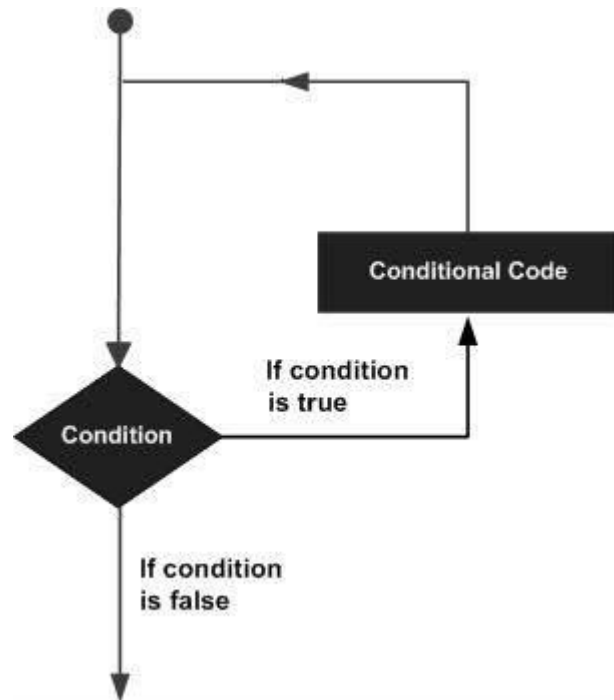 Conditional Code
If condition
is true
Condition
If condition
is false